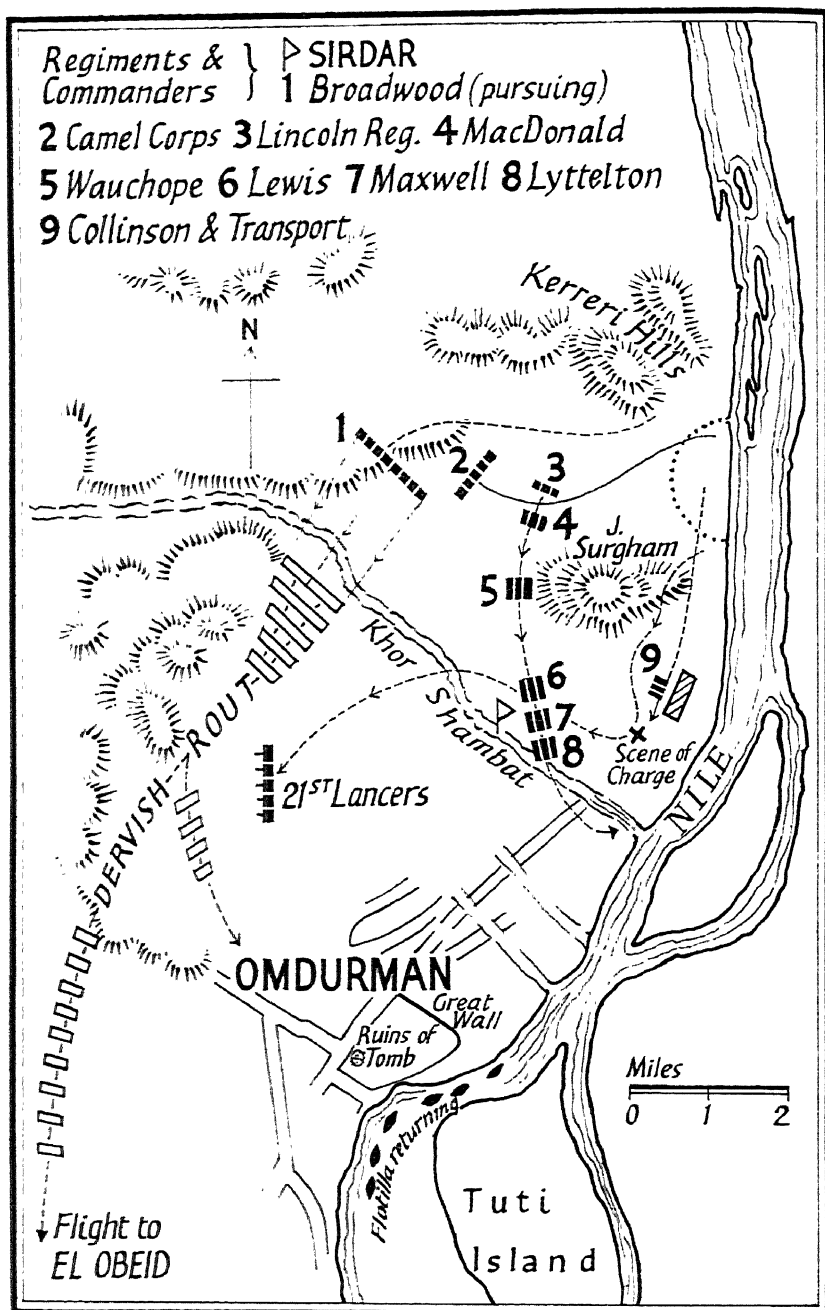 Regiments & } SIRDAR
Commanders } 1 Broadwood (pursuing)
2 Camel Corps 3 Lincoln Reg. 4 MacDonald
5 Wauchope 6 Lewis 7 Maxwell 8 Lyttelton
9 Collinson & Transport
Kerreri Hills
N
1
2
3
4
J.
Surgham
5
Khor Shambat
6
9
7
8
Scene of
Charge
NILE
DERVISH ROUT
21ST Lancers
OMDURMAN
Great
Wall
Ruins of
Tomb
Miles
0 1 2
Flotilla returning
Tuti
Island
Flight to
EL OBEID